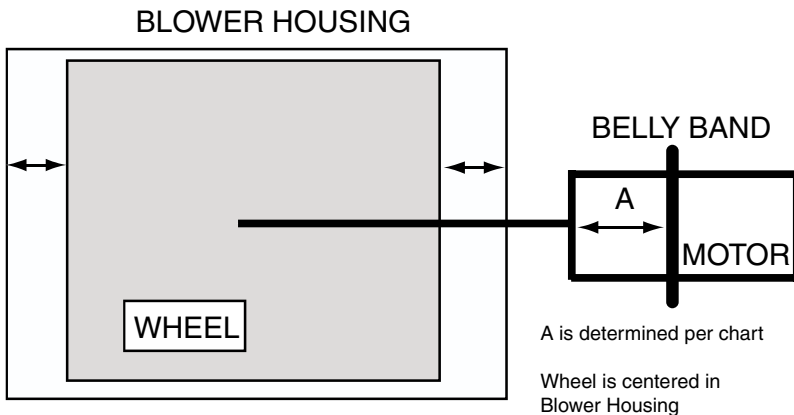 BLOWER HOUSING
BELLY BAND
A
MOTOR
WHEEL
A is determined per chart
Wheel is centered in
Blower Housing